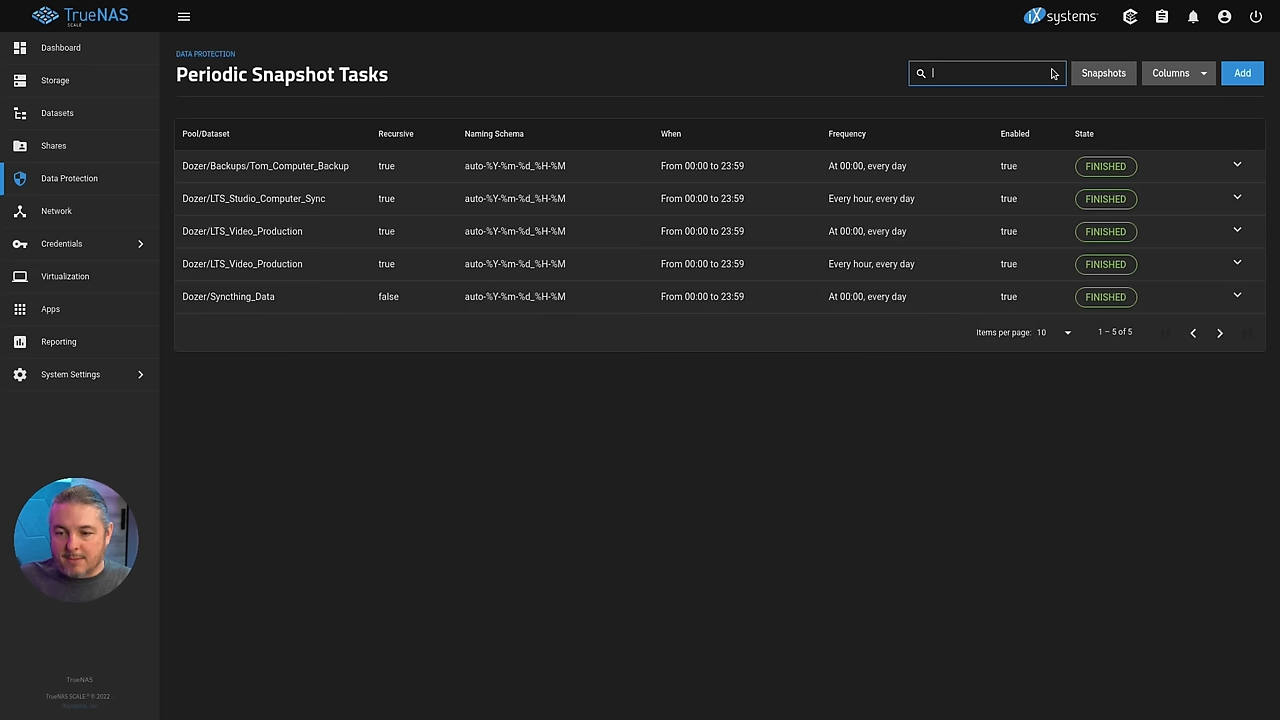 TrueNAS
SCALE
iXsystems
Dashboard
Storage
Datasets
Shares
Data Protection
Network
Credentials
Virtualization
Apps
Reporting
System Settings
DATA PROTECTION
Periodic Snapshot Tasks
Snapshots Columns Add
Pool/Dataset Recursive Naming Schema When Frequency Enabled State
Dozer/Backups/Tom_Computer_Backup true auto-%Y-%m-%d_%H-%M From 00:00 to 23:59 At 00:00, every day true FINISHED
Dozer/LTS_Studio_Computer_Sync true auto-%Y-%m-%d_%H-%M From 00:00 to 23:59 Every hour, every day true FINISHED
Dozer/LTS_Video_Production true auto-%Y-%m-%d_%H-%M From 00:00 to 23:59 At 00:00, every day true FINISHED
Dozer/LTS_Video_Production true auto-%Y-%m-%d_%H-%M From 00:00 to 23:59 Every hour, every day true FINISHED
Dozer/Syncthing_Data false auto-%Y-%m-%d_%H-%M From 00:00 to 23:59 At 00:00, every day true FINISHED
Items per page: 10 1 – 5 of 5
TrueNAS
TrueNAS SCALE ® © 2022